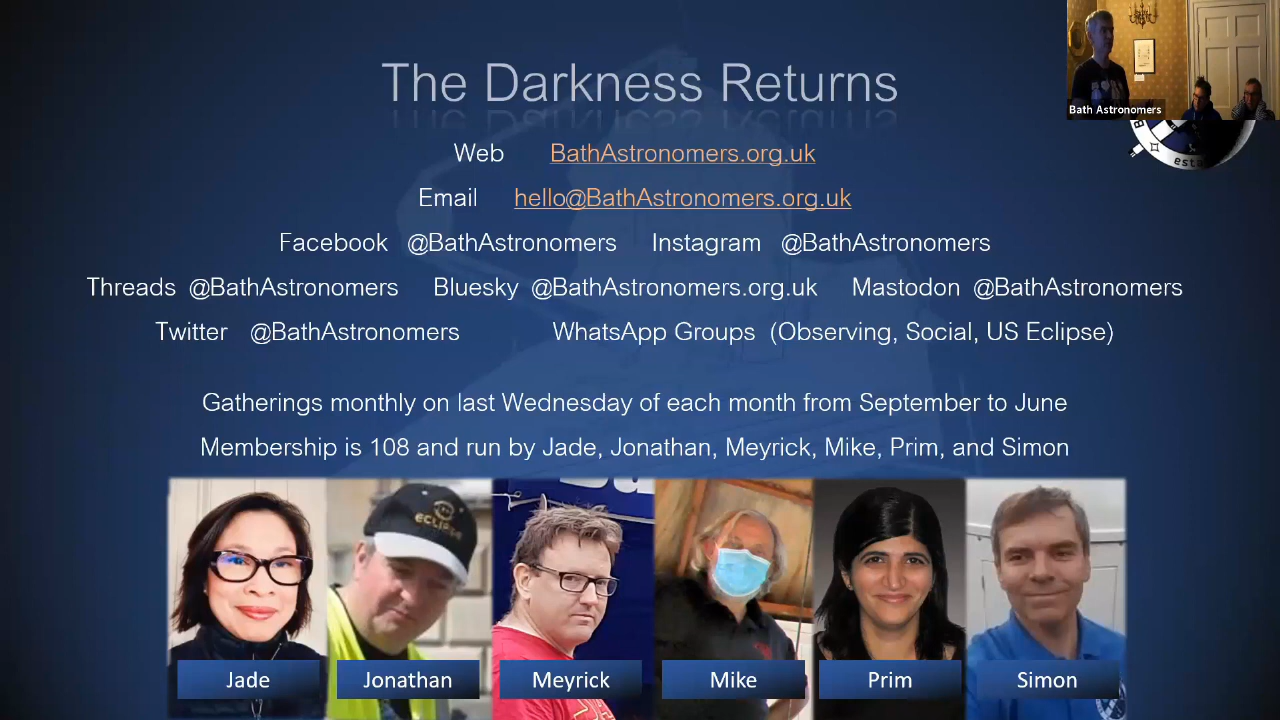 The Darkness Returns
Bath Astronomers
est
Web BathAstronomers.org.uk
Email hello@BathAstronomers.org.uk
Facebook @BathAstronomers Instagram @BathAstronomers
Threads @BathAstronomers Bluesky @BathAstronomers.org.uk Mastodon @BathAstronomers
Twitter @BathAstronomers WhatsApp Groups (Observing, Social, US Eclipse)
Gatherings monthly on last Wednesday of each month from September to June
Membership is 108 and run by Jade, Jonathan, Meyrick, Mike, Prim, and Simon
ECLIPSE
Jade Jonathan Meyrick Mike Prim Simon